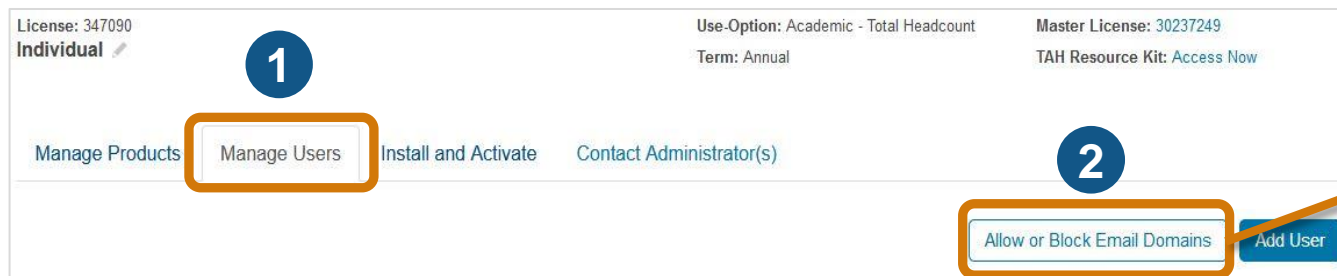 License: 347090
Use-Option: Academic - Total Headcount
Master License: 30237249
Individual
Term: Annual
TAH Resource Kit: Access Now
1
Manage Products
Manage Users
Install and Activate
Contact Administrator(s)
2
Allow or Block Email Domains
Add User